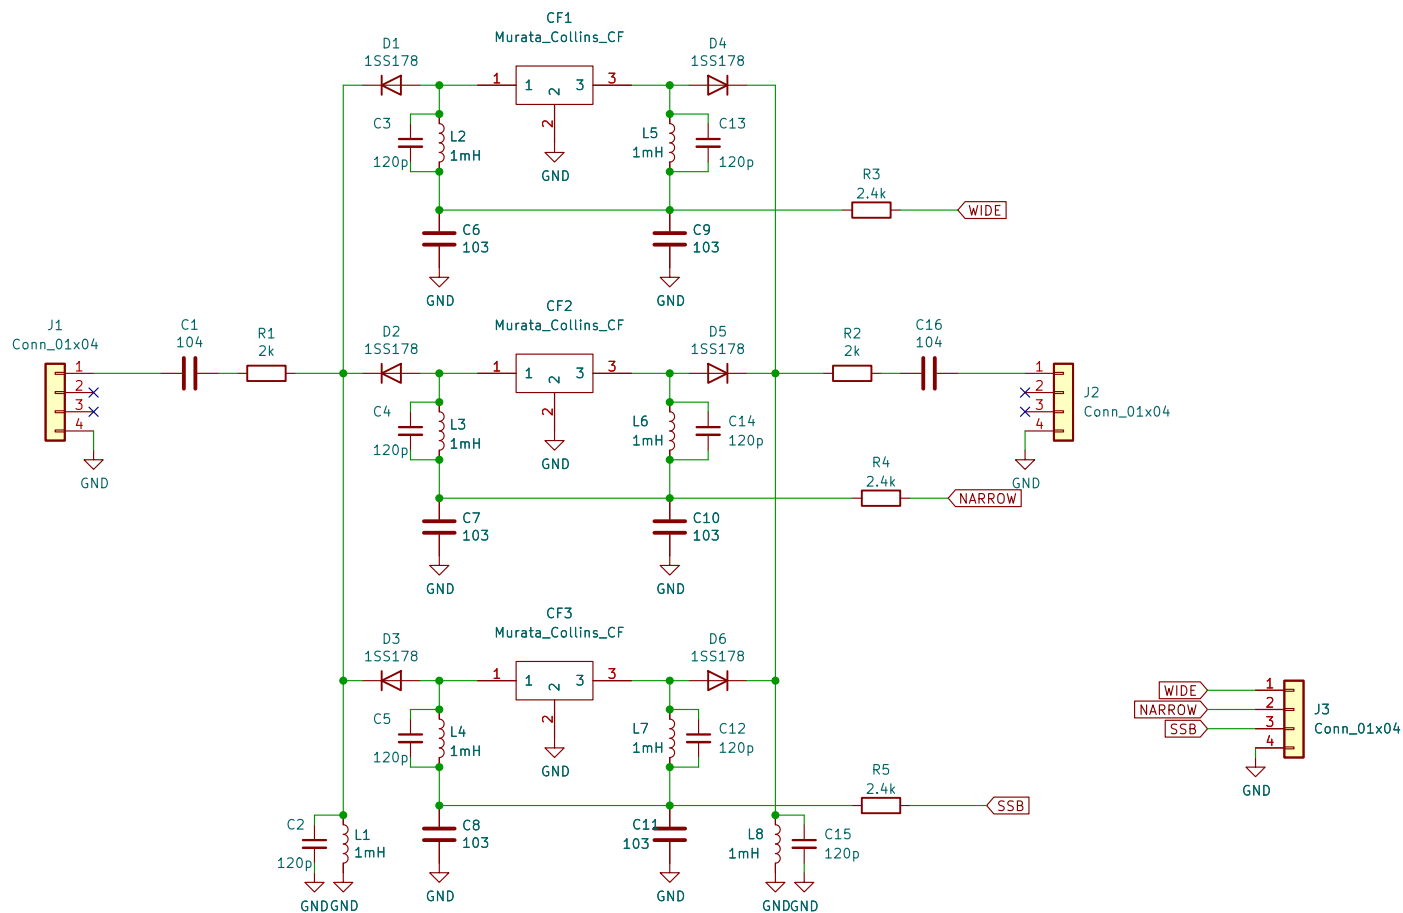 CF1
Murata_Collins_CF
D1
1SS178
D4
1SS178
1
1
2
3
3
2
GND
C3
120p
L2
1mH
L5
1mH
C13
120p
R3
2.4k
WIDE
C6
103
GND
C9
103
GND
CF2
Murata_Collins_CF
J1
Conn_01x04
1
2
3
4
GND
C1
104
R1
2k
D2
1SS178
1
1
2
3
3
2
GND
D5
1SS178
R2
2k
C16
104
1
2
3
4
GND
J2
Conn_01x04
C4
120p
L3
1mH
L6
1mH
C14
120p
R4
2.4k
NARROW
C7
103
GND
C10
103
GND
CF3
Murata_Collins_CF
D3
1SS178
1
1
2
3
3
2
GND
D6
1SS178
C5
120p
L4
1mH
L7
1mH
C12
120p
WIDE
NARROW
SSB
1
2
3
4
GND
J3
Conn_01x04
R5
2.4k
SSB
C2
120p
L1
1mH
GND
GND
C8
103
GND
C11
103
GND
L8
1mH
C15
120p
GND
GND